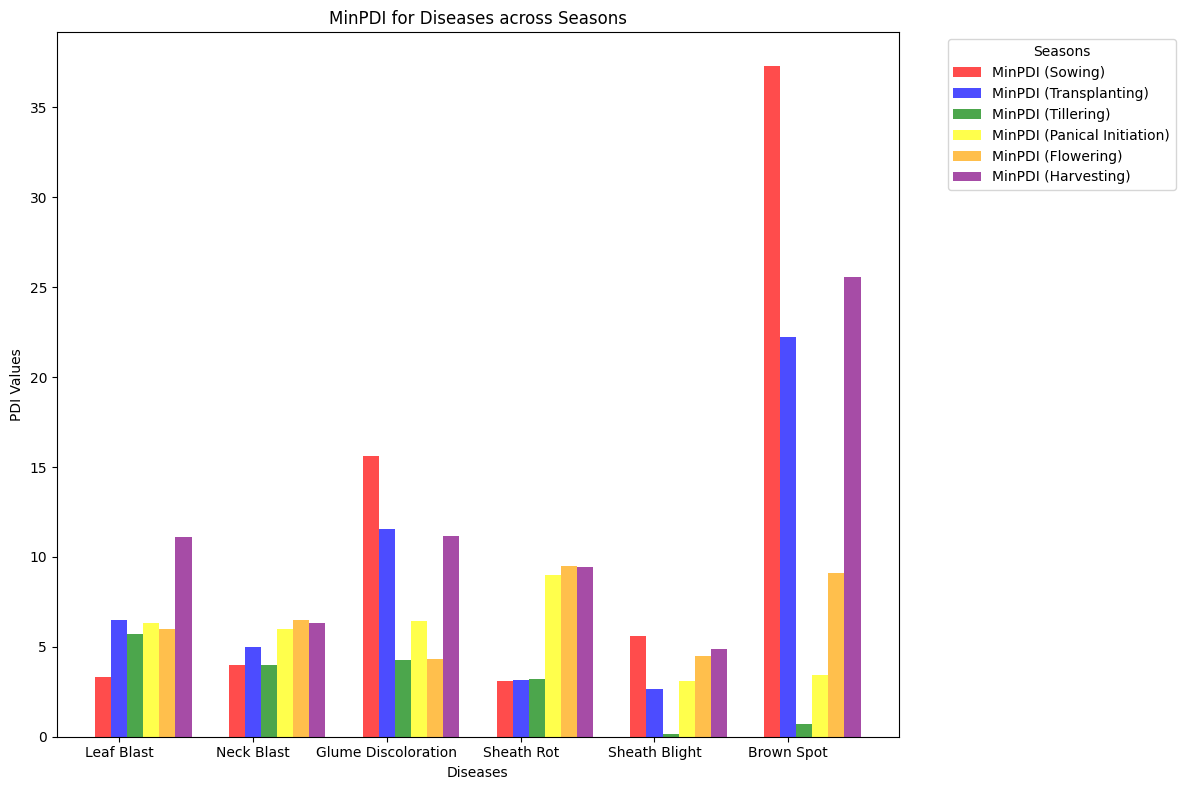 MinPDI for Diseases across Seasons
Seasons
MinPDI (Sowing)
MinPDI (Transplanting)
MinPDI (Tillering)
MinPDI (Panical Initiation)
MinPDI (Flowering)
MinPDI (Harvesting)
PDI Values
35
30
25
20
15
10
5
0
Leaf Blast Neck Blast Glume Discoloration Sheath Rot Sheath Blight Brown Spot
Diseases